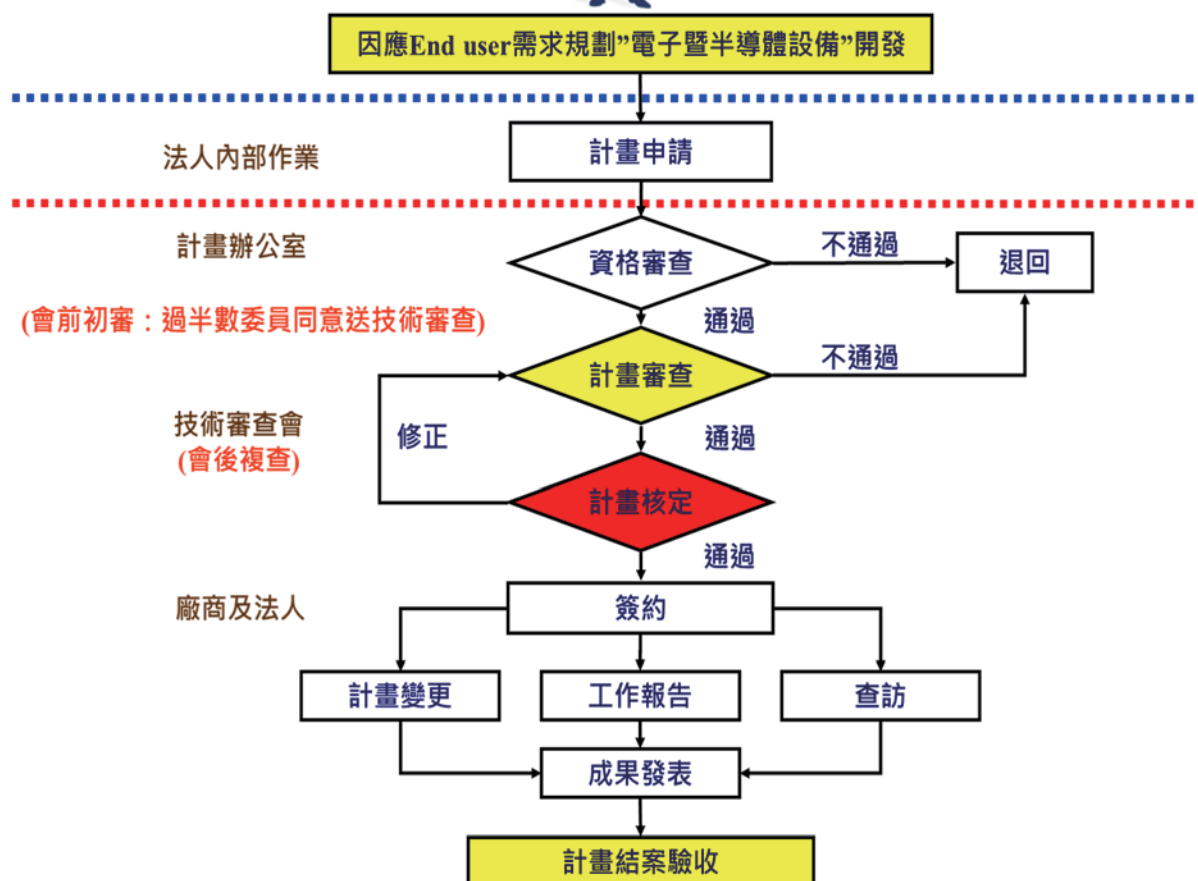 因應End user需求規劃”電子暨半導體設備”開發
法人內部作業
計畫申請
計畫辦公室
資格審查
不通過
退回
(會前初審：過半數委員同意送技術審查)
通過
計畫審查
不通過
技術審查會
(會後複查)
修正
通過
計畫核定
通過
廠商及法人
簽約
計畫變更
工作報告
查訪
成果發表
計畫結案驗收